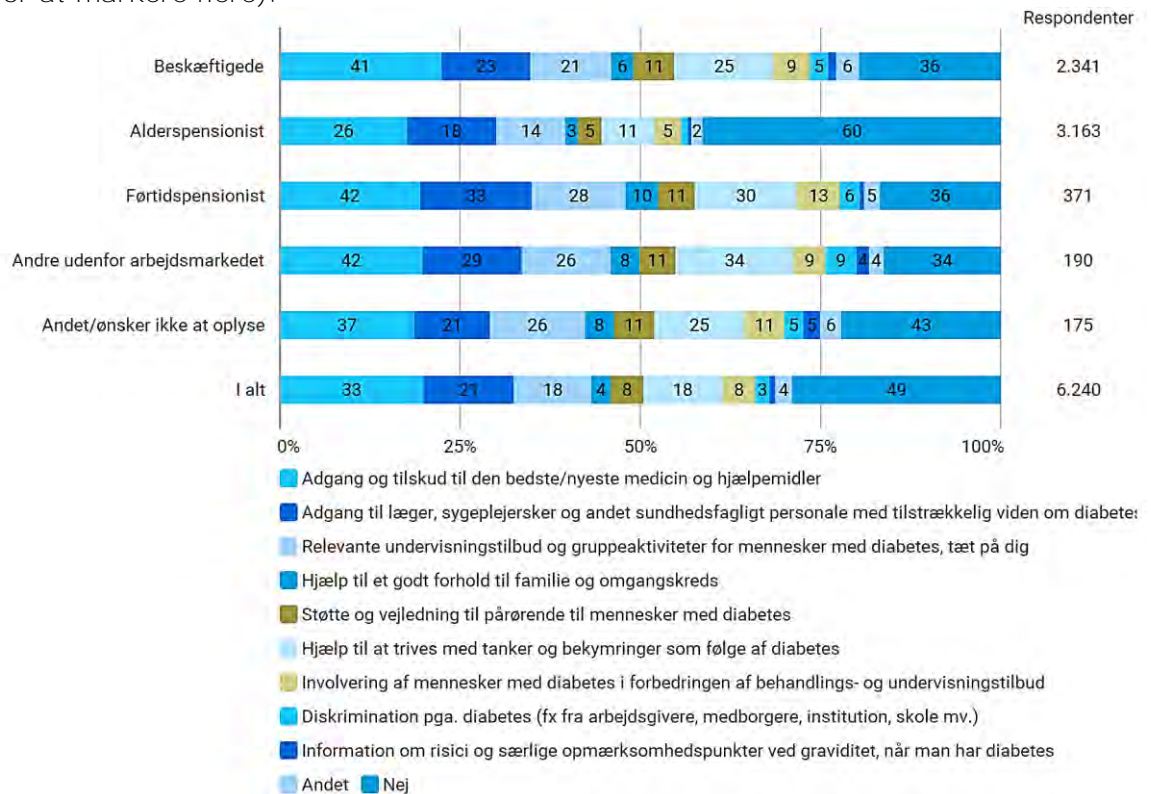 Respondenter
Beskæftigede 41 23 21 6 11 25 9 5 6 36 2.341
Alderspensionist 26 18 14 3 5 11 5 2 60 3.163
Førtidspensionist 42 33 28 10 11 30 13 6 5 36 371
Andre udenfor arbejdsmarkedet 42 29 26 8 11 34 9 9 4 4 34 190
Andet/ønsker ikke at oplyse 37 21 26 8 11 25 11 5 5 6 43 175
I alt 33 21 18 4 8 18 8 3 4 49 6.240
0% 25% 50% 75% 100%
Adgang og tilskud til den bedste/nyeste medicin og hjælpemidler
Adgang til læger, sygeplejersker og andet sundhedsfagligt personale med tilstrækkelig viden om diabetes
Relevante undervisningtilbud og gruppeaktiviteter for mennesker med diabetes, tæt på dig
Hjælp til et godt forhold til familie og omgangskreds
Støtte og vejledning til pårørende til mennesker med diabetes
Hjælp til at trives med tanker og bekymringer som følge af diabetes
Involvering af mennesker med diabetes i forbedringen af behandlings- og undervisningtilbud
Diskrimination pga. diabetes (fx fra arbejdsgivere, medborgere, institution, skole mv.)
Information om risici og særlige opmærksomhedspunkter ved graviditet, når man har diabetes
Andet Nej